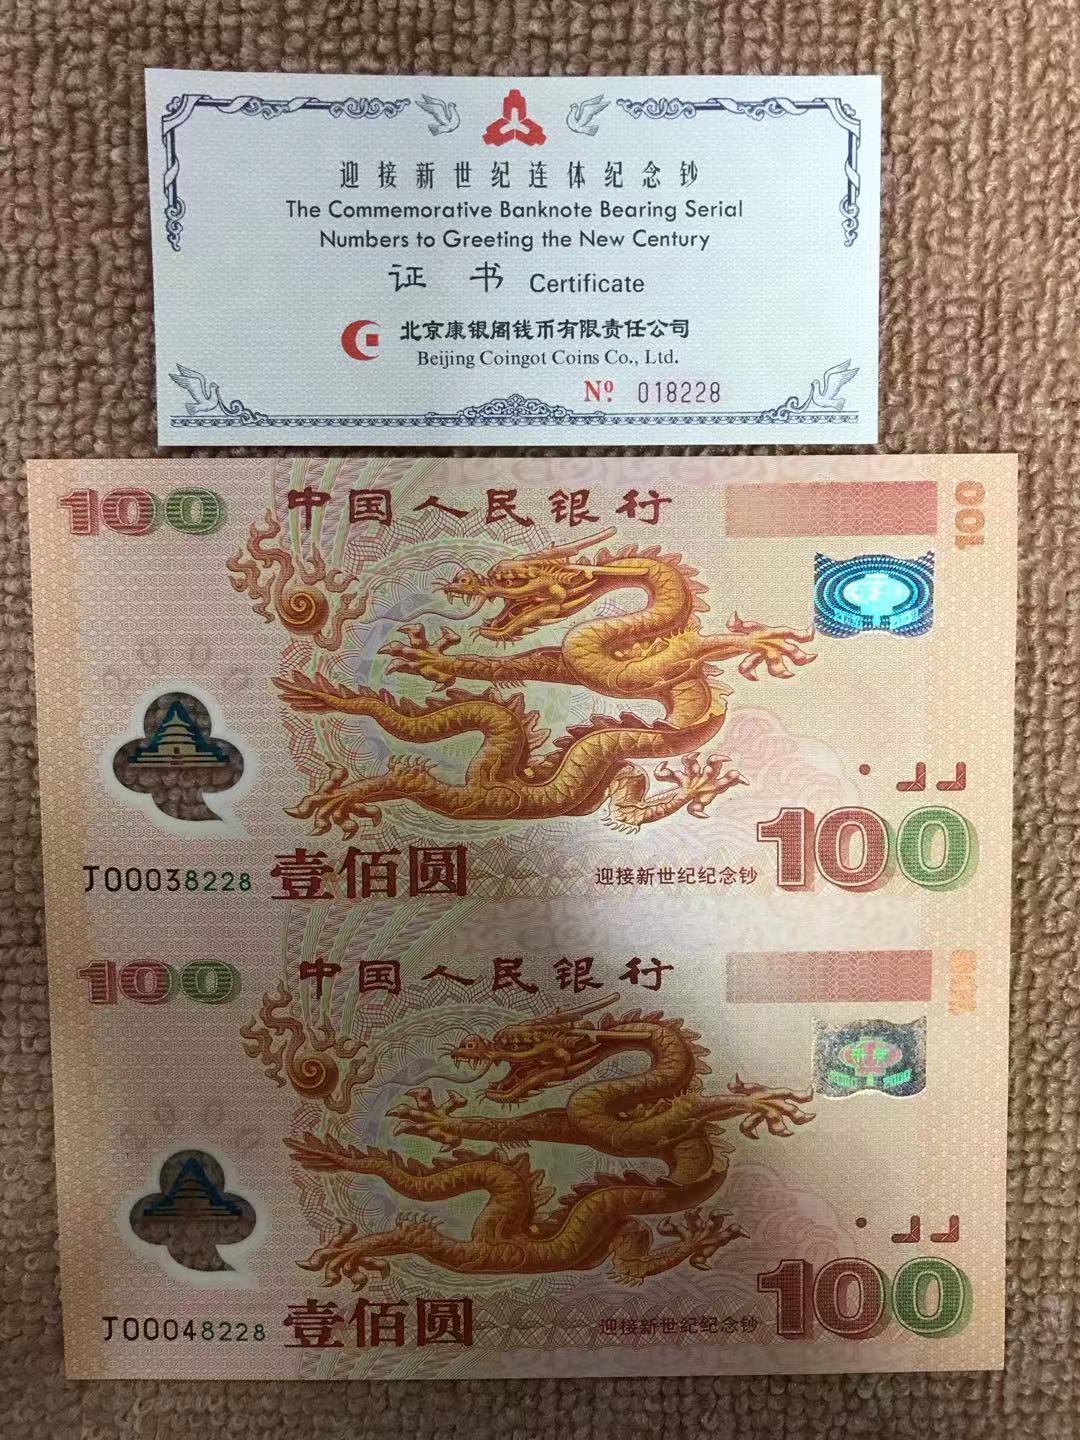 迎接新世纪连体纪念钞
The Commemorative Banknote Bearing Serial
Numbers to Greeting the New Century
证 书 Certificate
北京康银阁钱币有限责任公司
Beijing Coingot Coins Co., Ltd.
Nº 018228
100 中国人民银行 100
2000
J00038228 壹佰圆 迎接新世纪纪念钞 100
100 中国人民银行
2000
2000 2000
J00048228 壹佰圆 迎接新世纪纪念钞 100